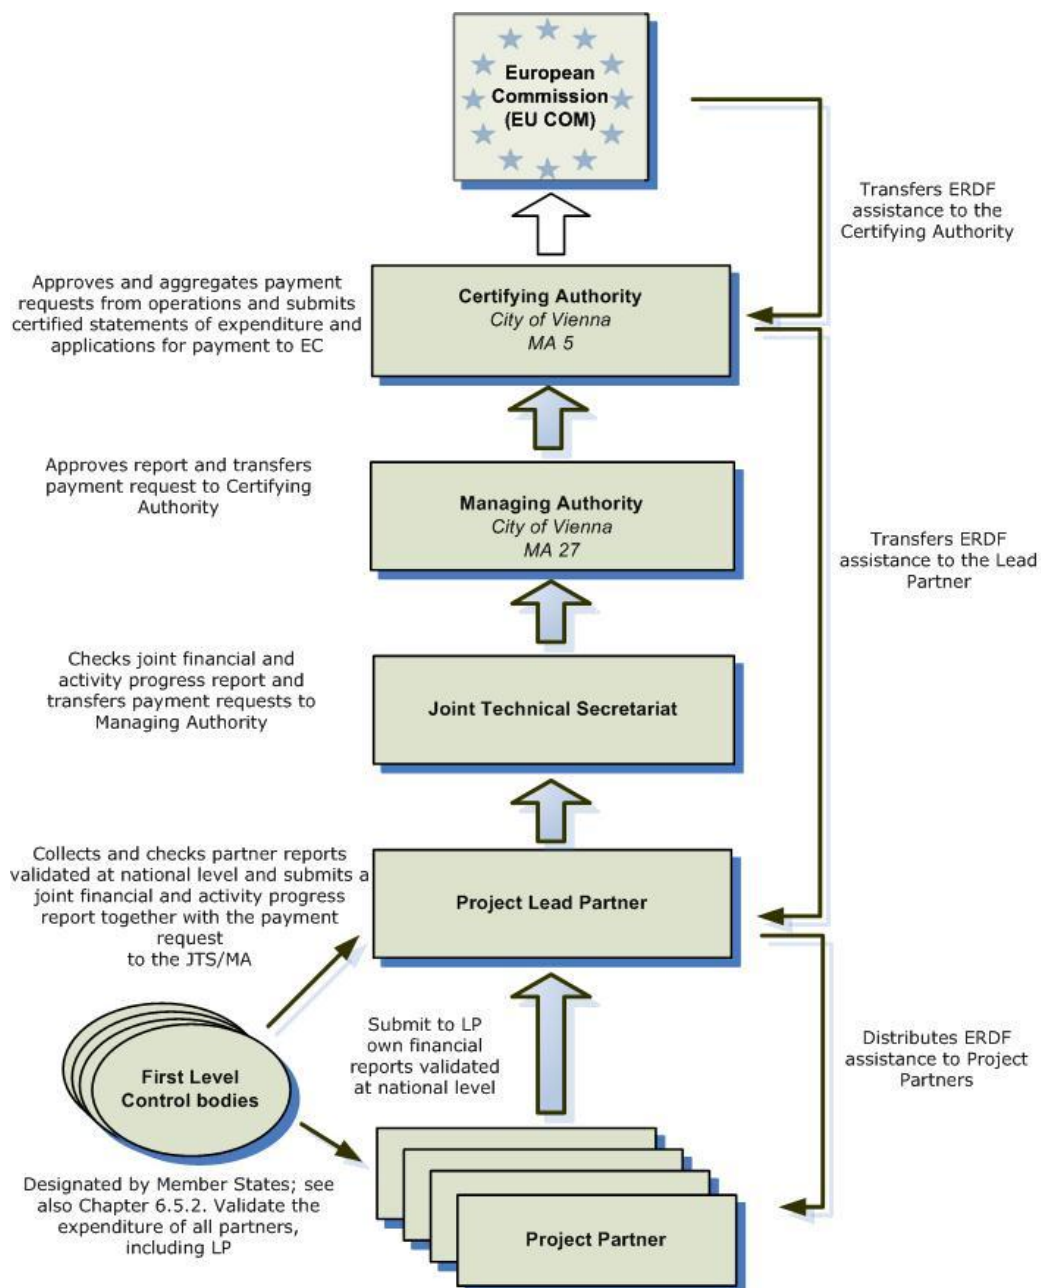 European
Commission
(EU COM)
Transfers ERDF
assistance to the
Certifying Authority
Approves and aggregates payment
requests from operations and submits
certified statements of expenditure and
applications for payment to EC
Certifying Authority
City of Vienna
MA 5
Approves report and transfers
payment request to Certifying
Authority
Managing Authority
City of Vienna
MA 27
Transfers ERDF
assistance to the Lead
Partner
Checks joint financial and
activity progress report and
transfers payment requests to
Managing Authority
Joint Technical Secretariat
Collects and checks partner reports
validated at national level and submits a
joint financial and activity progress
report together with the payment
request
to the JTS/MA
Project Lead Partner
First Level
Control bodies
Submit to LP
own financial
reports validated
at national level
Distributes ERDF
assistance to Project
Partners
Designated by Member States; see
also Chapter 6.5.2. Validate the
expenditure of all partners,
including LP
Project Partner